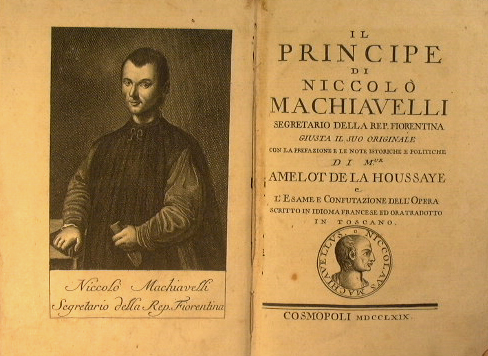 Niccolò Machiavelli
Segretario della Rep. Fiorentina
IL
PRINCIPE
DI
NICCOLÒ
MACHIAVELLI
SEGRETARIO DELLA REP. FIORENTINA
GIUSTA IL SUO ORIGINALE
CON LA PREFAZIONE E LE NOTE ISTORICHE E POLITICHE
DI Mᵁᴿ
AMELOT DE LA HOUSSAYE
e
L'ESAME E CONFUTAZIONE DELL'OPERA
SCRITTO IN IDIOMA FRANCESE ED ORA TRADOTTO
IN TOSCANO.
NICCOLAUS MACHIAVELLUS
COSMOPOLI MDCCLXIX.